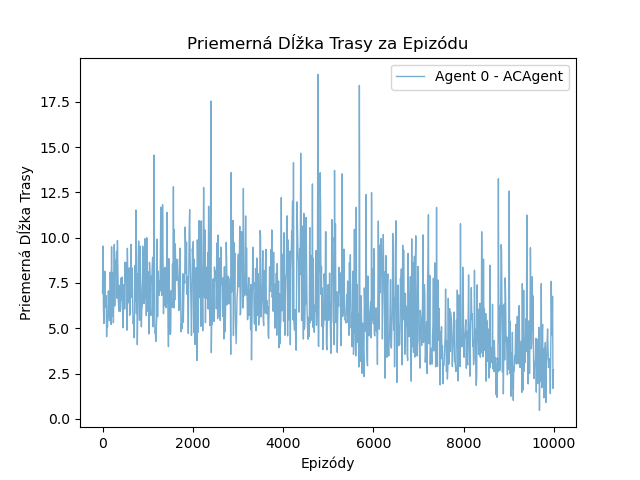 Priemerná Dĺžka Trasy za Epizódu
Agent 0 - ACAgent
Priemerná Dĺžka Trasy
17.5
15.0
12.5
10.0
7.5
5.0
2.5
0.0
0 2000 4000 6000 8000 10000
Epizódy